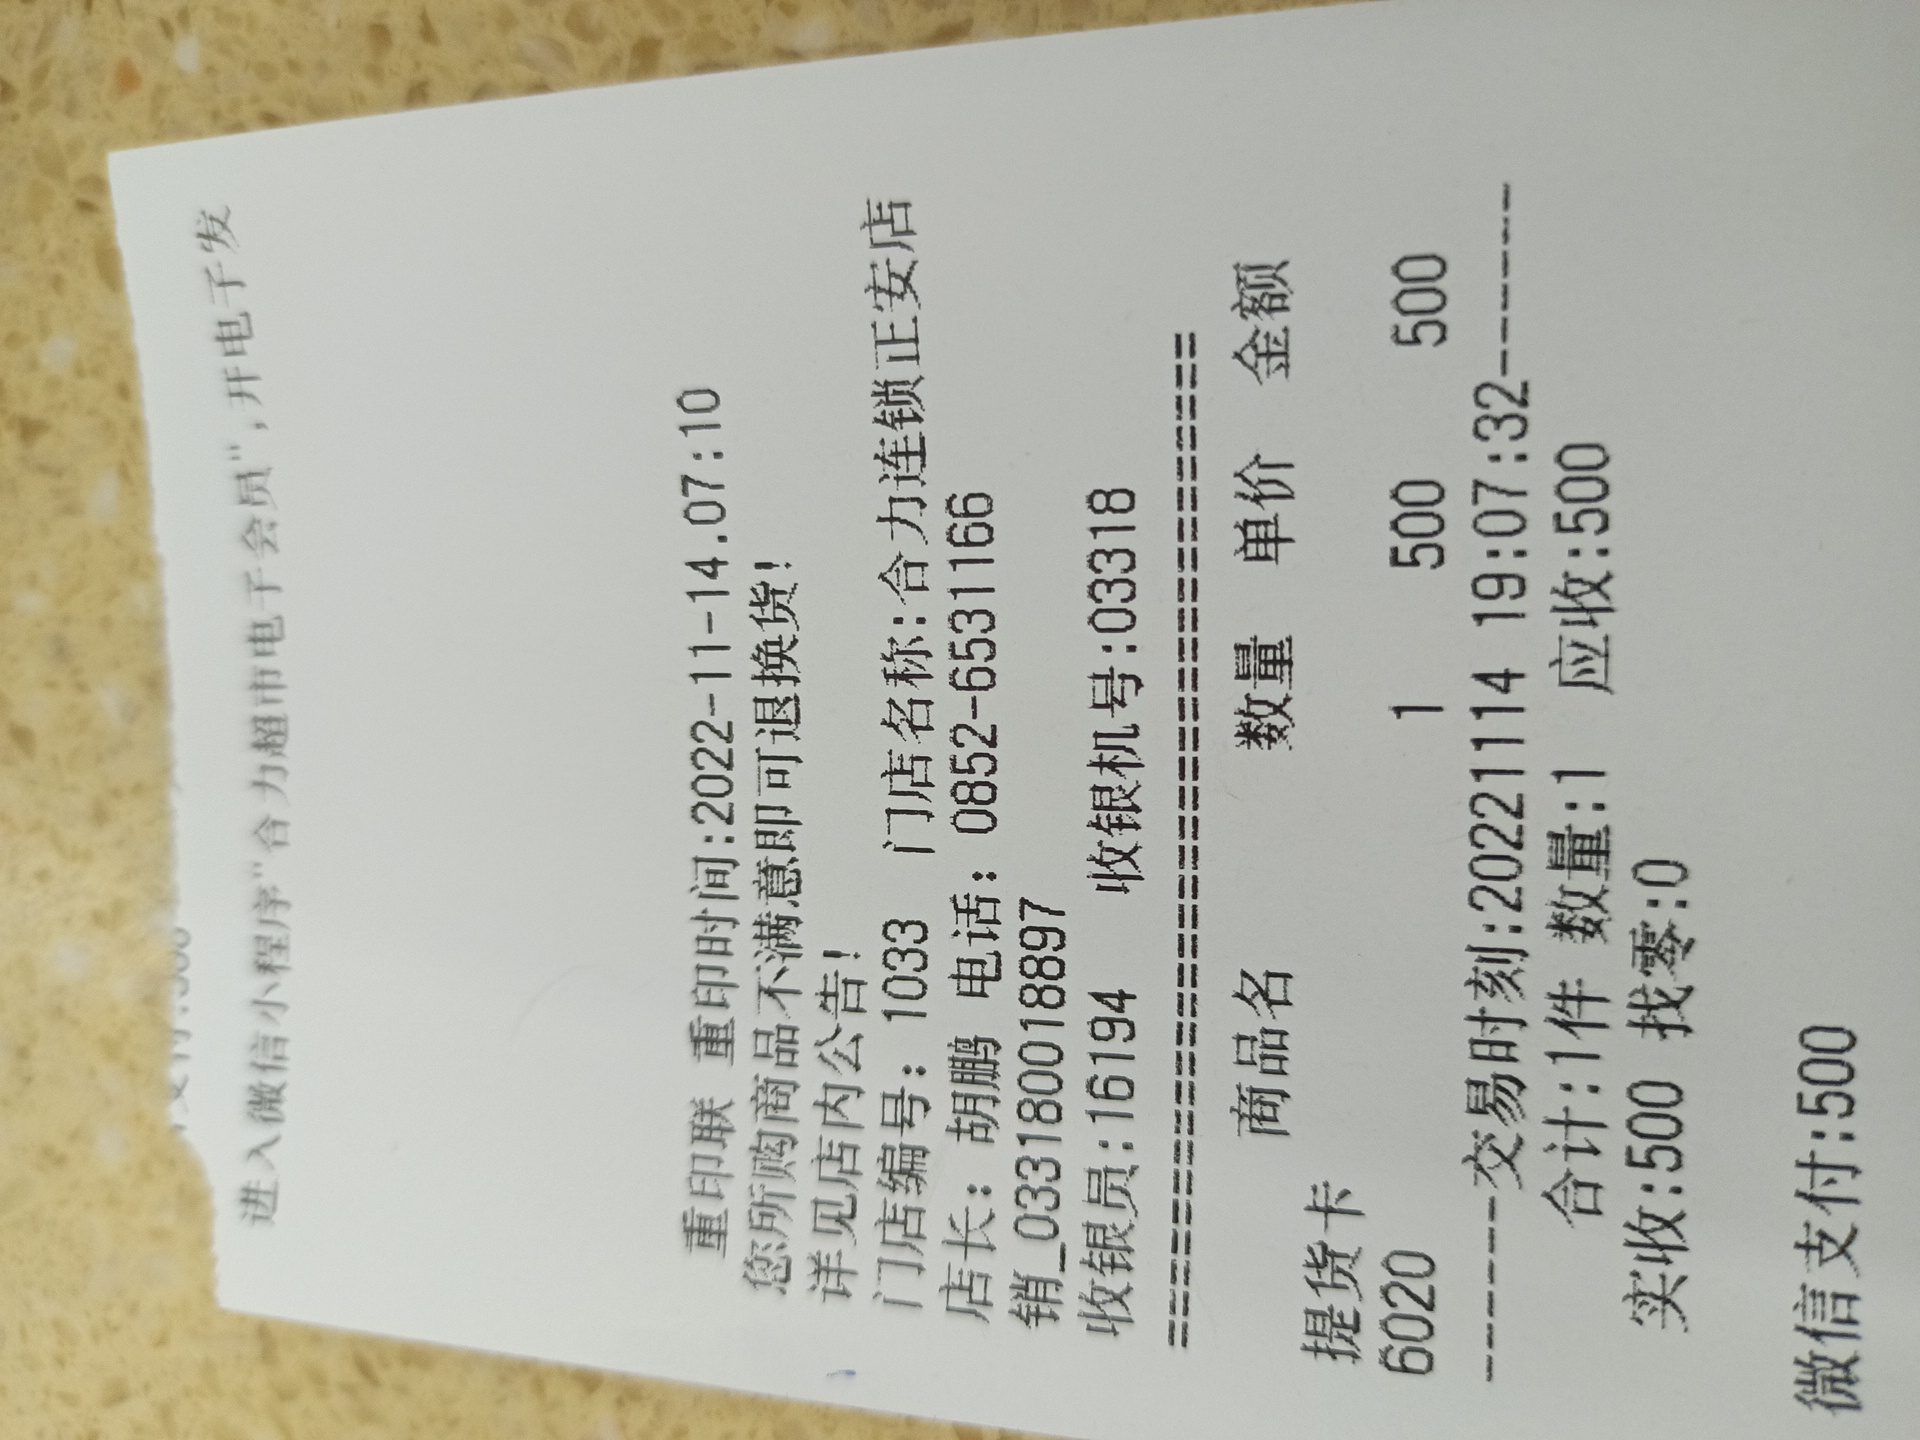 进入微信小程序"合力超市电子会员",开电子发
重印联 重印时间:2022-11-14.07:10
您所购商品不满意即可退换货!
详见店内公告!
门店编号: 1033 门店名称:合力连锁正安店
店长: 胡鹏 电话: 0852-6531166
销_033180018897
收银员:16194 收银机号:03318
==================================
商品名 数量 单价 金额
提货卡
6020 1 500 500
-------交易时刻:20221114 19:07:32-------
合计:1件 数量:1 应收:500
实收:500 找零:0
微信支付:500